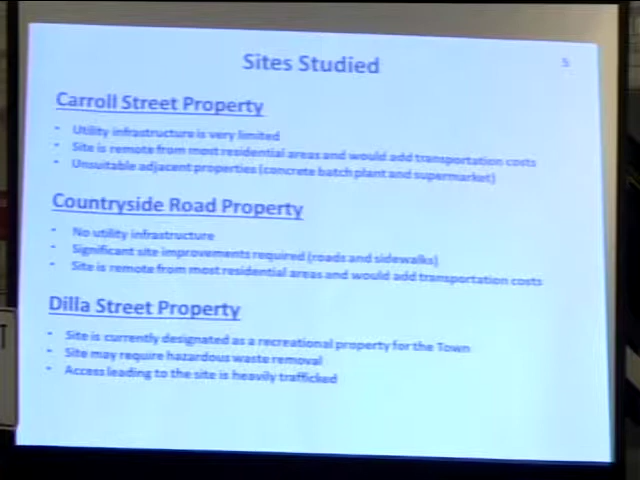 Sites Studied
5
Carroll Street Property
• Utility infrastructure is very limited
• Site is remote from most residential areas and would add transportation costs
• Unsuitable adjacent properties (concrete batch plant and supermarket)
Countryside Road Property
• No utility infrastructure
• Significant site improvements required (roads and sidewalks)
• Site is remote from most residential areas and would add transportation costs
Dilla Street Property
• Site is currently designated as a recreational property for the Town
• Site may require hazardous waste removal
• Access leading to the site is heavily trafficked
T